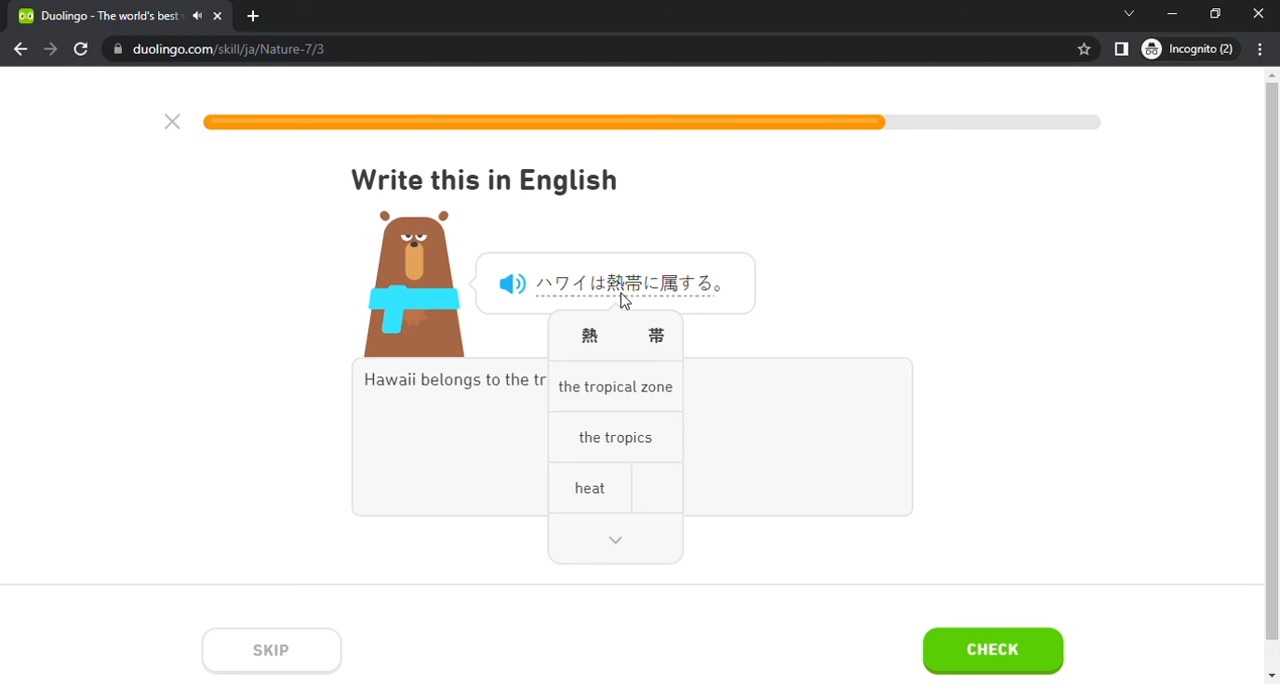 Duolingo - The world's best
duolingo.com/skill/ja/Nature-7/3
Incognito (2)
Write this in English
ハワイは熱帯に属する。
熱 帯
Hawaii belongs to the tr
the tropical zone
the tropics
heat
SKIP
CHECK